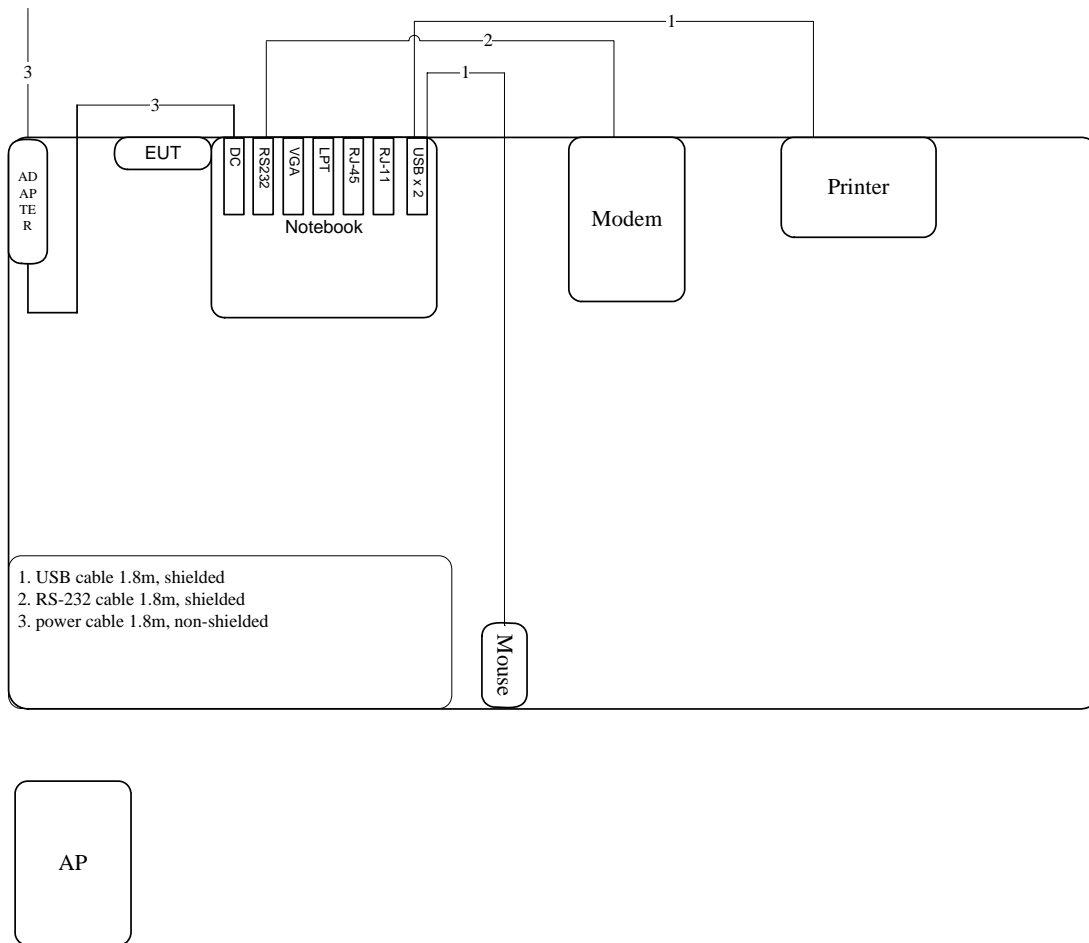 1
2
3
1
3
EUT
DC
RS232
VGA
LPT
RJ-45
RJ-11
USB x 2
AD
AP
TE
R
Notebook
Modem
Printer
1. USB cable 1.8m, shielded
2. RS-232 cable 1.8m, shielded
3. power cable 1.8m, non-shielded
Mouse
AP